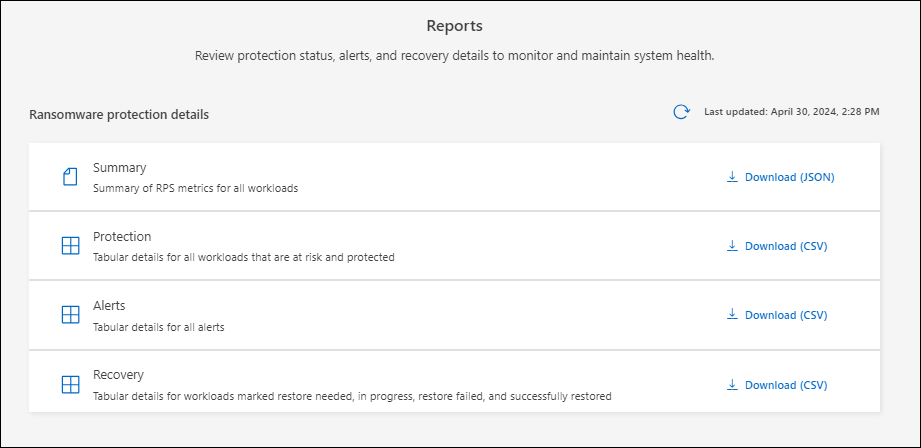 Reports
Review protection status, alerts, and recovery details to monitor and maintain system health.
Ransomware protection details
Last updated: April 30, 2024, 2:28 PM
Summary
Summary of RPS metrics for all workloads
Download (JSON)
Protection
Tabular details for all workloads that are at risk and protected
Download (CSV)
Alerts
Tabular details for all alerts
Download (CSV)
Recovery
Tabular details for workloads marked restore needed, in progress, restore failed, and successfully restored
Download (CSV)